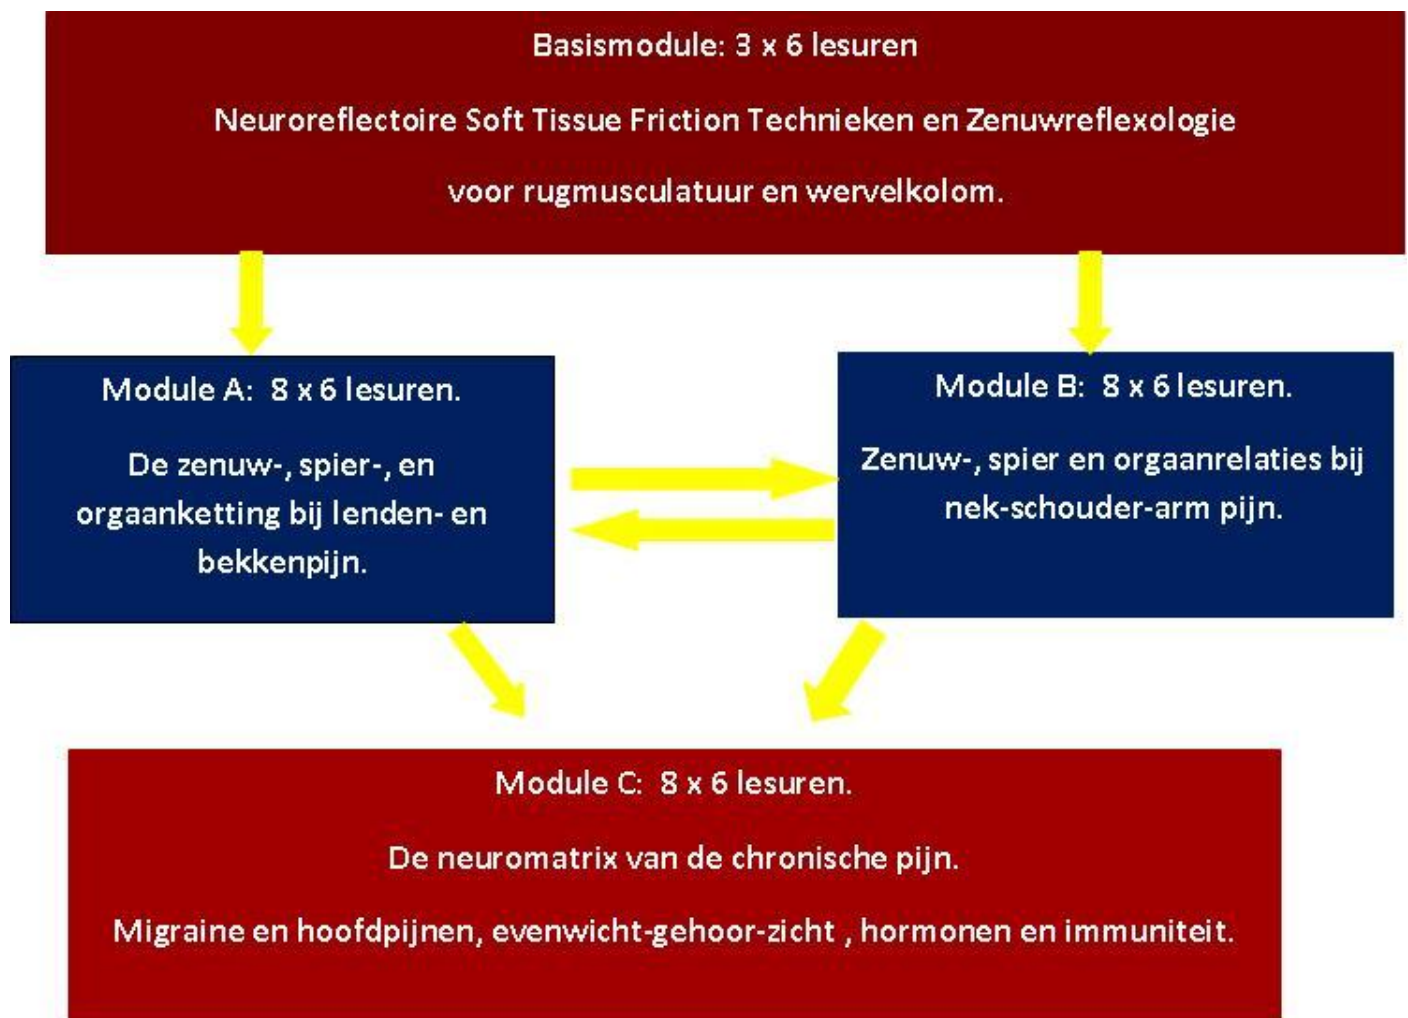 Basismodule: 3 x 6 lesuren
Neuroreflectoire Soft Tissue Friction Technieken en Zenuwreflexologie
voor rugmusculatuur en wervelkolom.
Module A:  8 x 6 lesuren.
De zenuw-, spier-, en
orgaanketting bij lenden- en
bekkenpijn.
Module B:  8 x 6 lesuren.
Zenuw-, spier en orgaanrelaties bij
nek-schouder-arm pijn.
Module C:  8 x 6 lesuren.
De neuromatrix van de chronische pijn.
Migraine en hoofdpijnen, evenwicht-gehoor-zicht , hormonen en immuniteit.